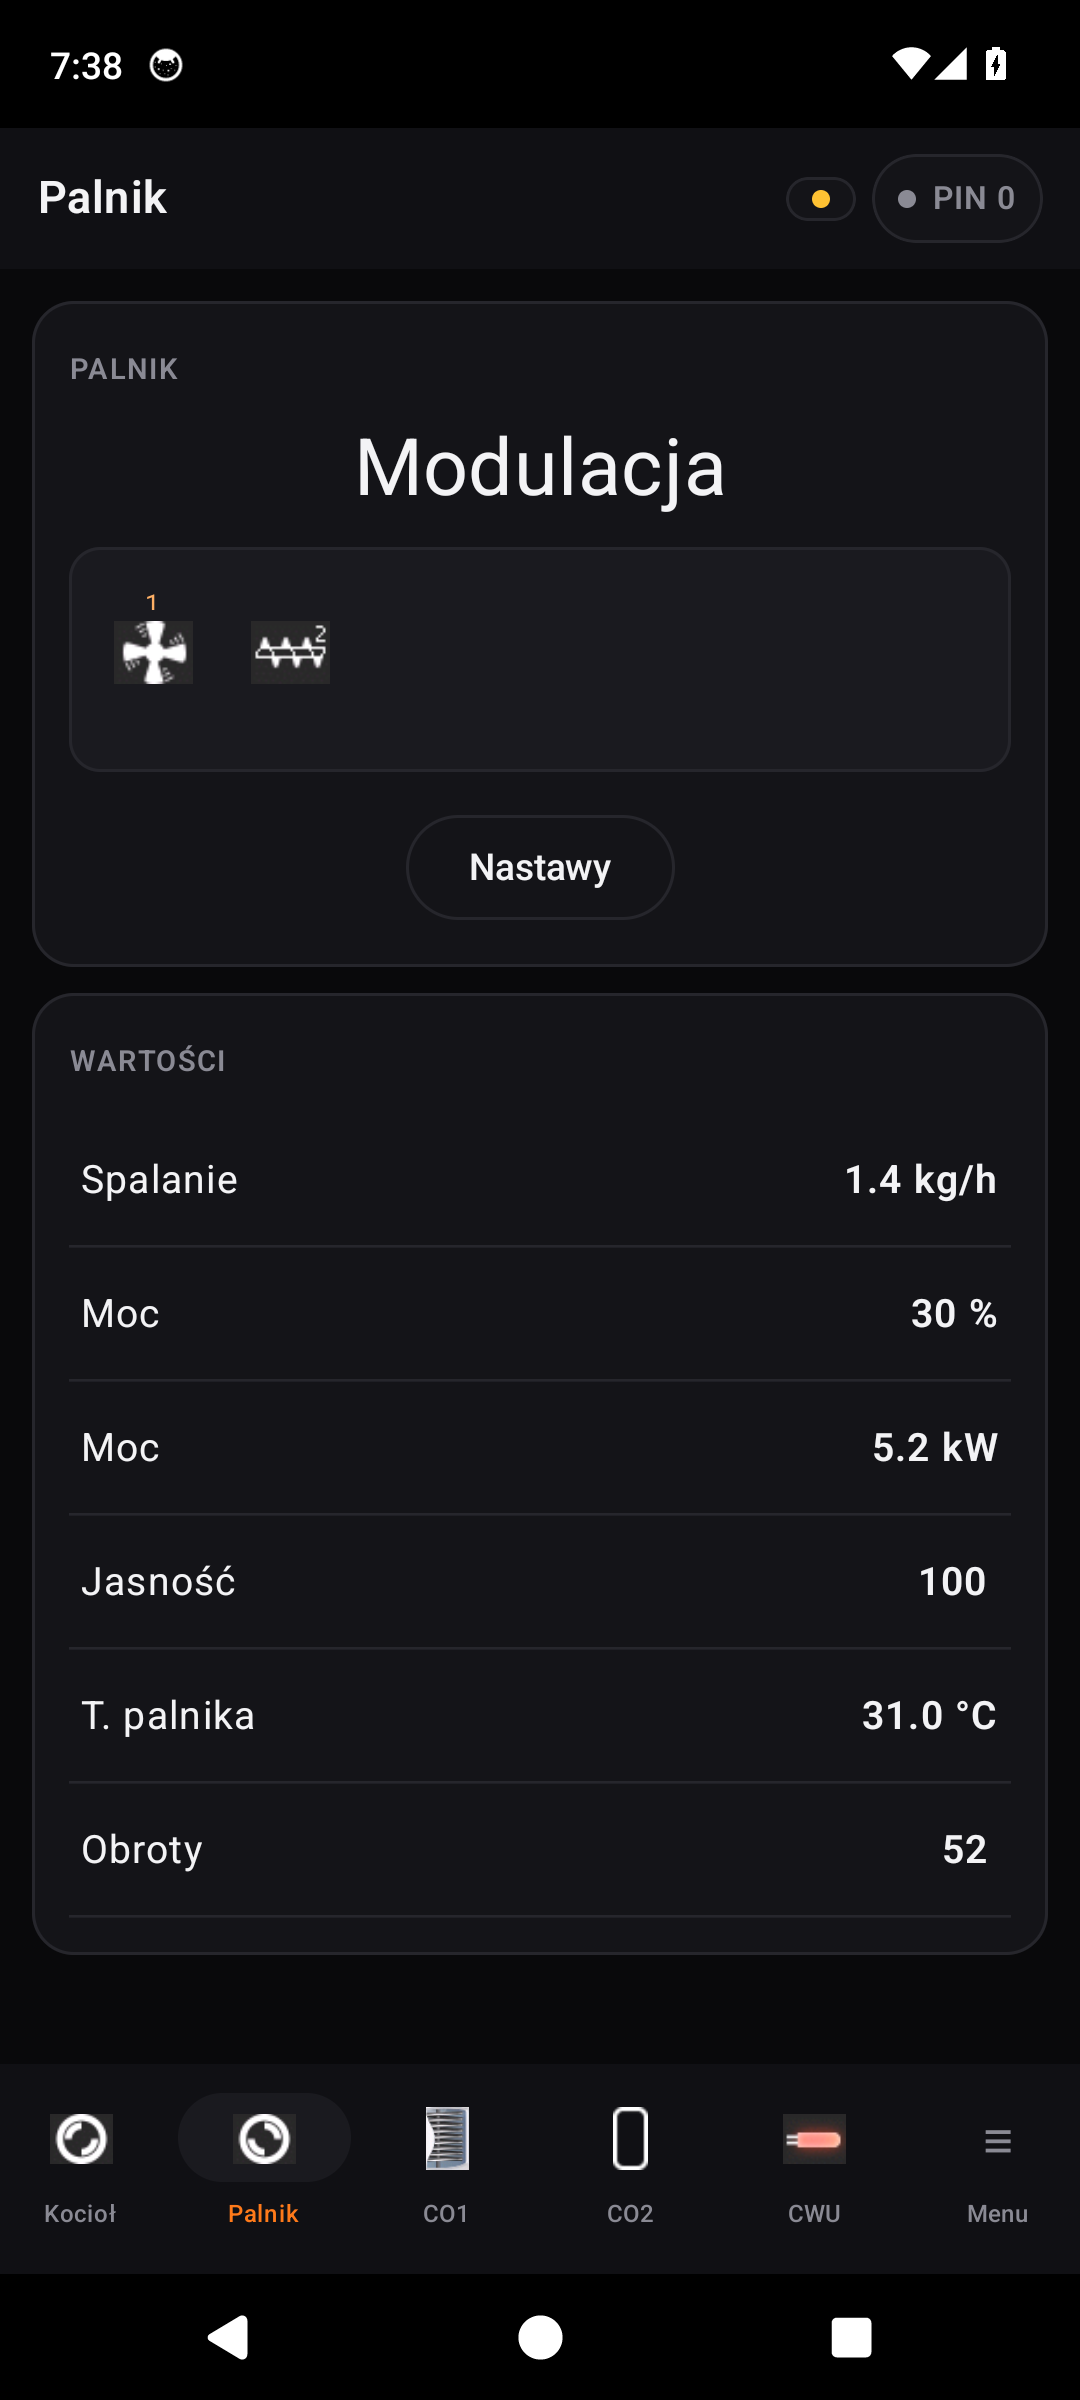 7:38
Palnik
PIN 0
PALNIK
Modulacja
1
2
Nastawy
WARTOŚCI
Spalanie 1.4 kg/h
Moc 30 %
Moc 5.2 kW
Jasność 100
T. palnika 31.0 °C
Obroty 52
Kocioł Palnik CO1 CO2 CWU Menu